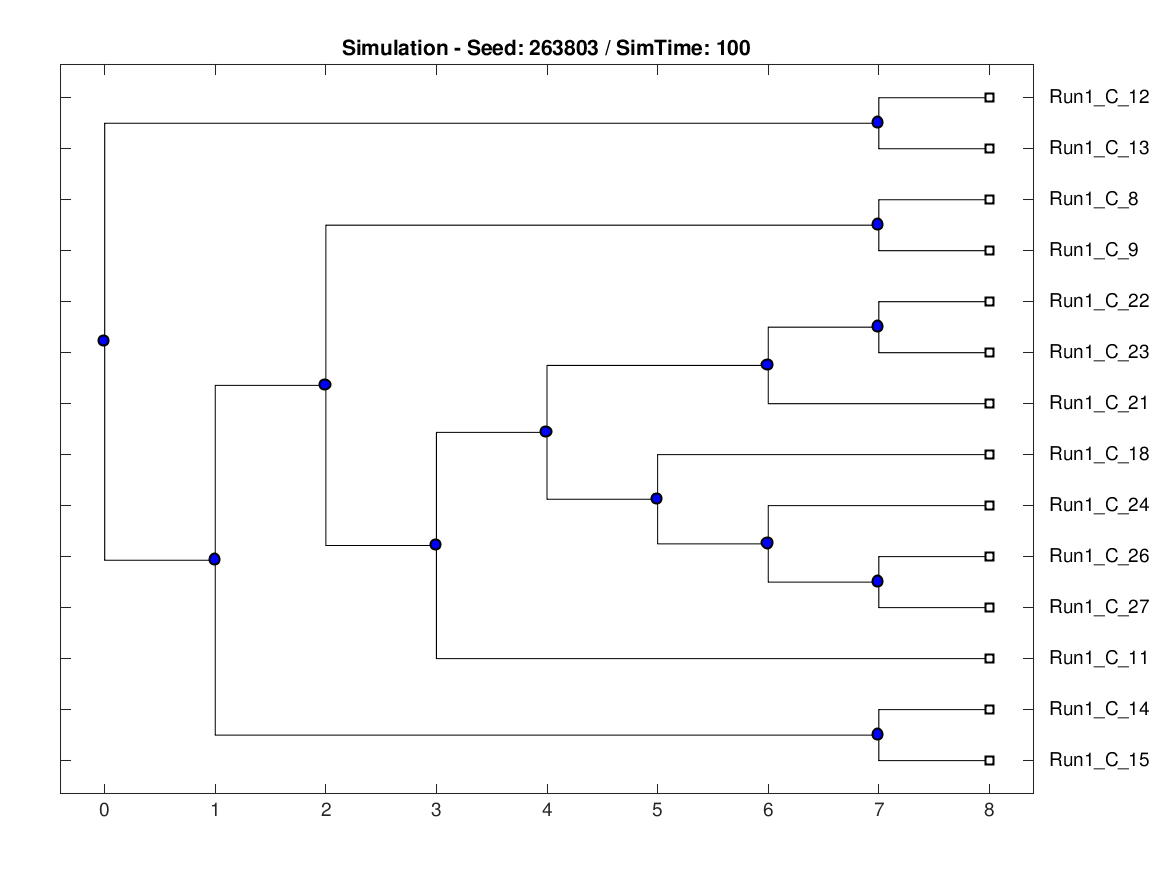 Simulation - Seed: 263803 / SimTime: 100
Run1_C_12
Run1_C_13
Run1_C_8
Run1_C_9
Run1_C_22
Run1_C_23
Run1_C_21
Run1_C_18
Run1_C_24
Run1_C_26
Run1_C_27
Run1_C_11
Run1_C_14
Run1_C_15
0 1 2 3 4 5 6 7 8